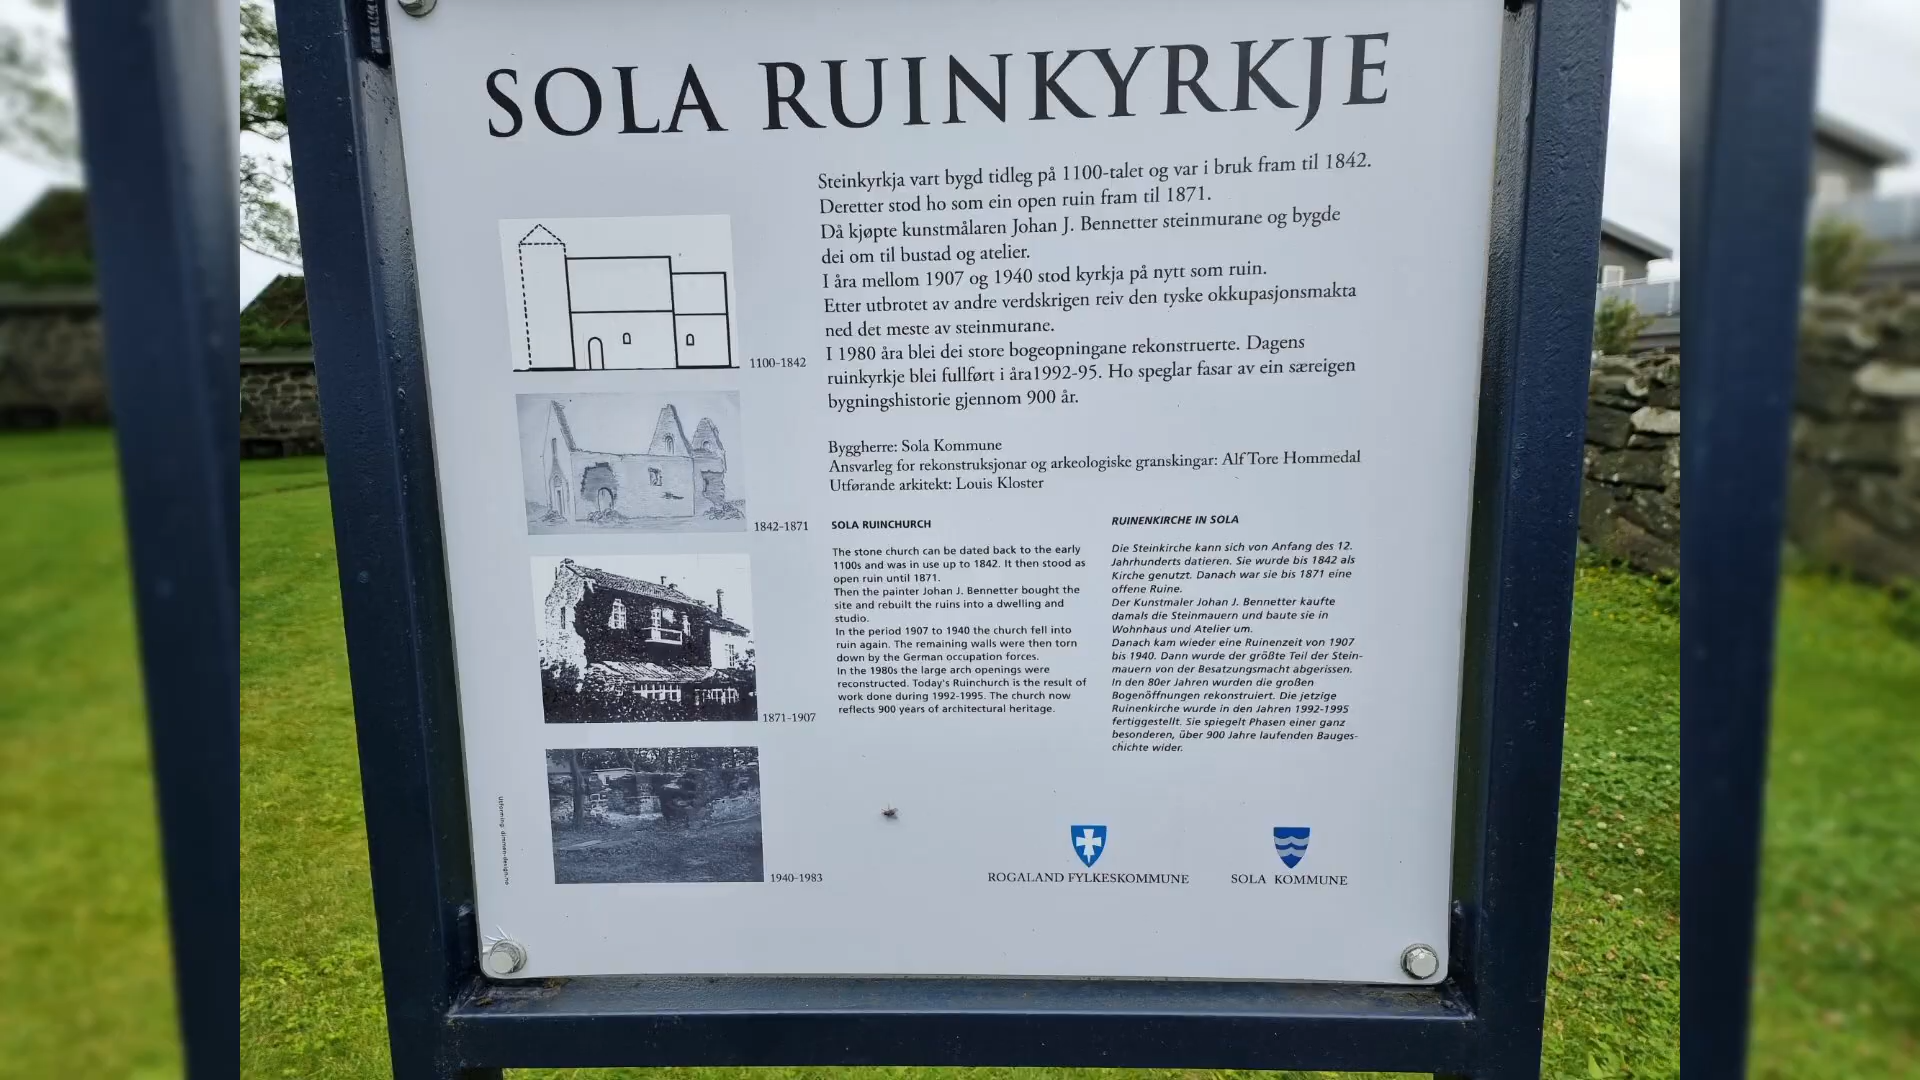 SOLA RUINKYRKJE
Steinkyrkja vart bygd tidleg på 1100-talet og var i bruk fram til 1842.
Deretter stod ho som ein open ruin fram til 1871.
Då kjøpte kunstmålaren Johan J. Bennetter steinmurane og bygde
dei om til bustad og atelier.
I åra mellom 1907 og 1940 stod kyrkja på nytt som ruin.
Etter utbrotet av andre verdskrigen reiv den tyske okkupasjonsmakta
ned det meste av steinmurane.
I 1980 åra blei dei store bogeopningane rekonstruerte. Dagens
ruinkyrkje blei fullført i åra1992-95. Ho speglar fasar av ein særeigen
bygningshistorie gjennom 900 år.
Byggherre: Sola Kommune
Ansvarleg for rekonstruksjonar og arkeologiske granskingar: Alf Tore Hommedal
Utførande arkitekt: Louis Kloster
1100-1842
1842-1871
1871-1907
1940-1983
SOLA RUINCHURCH
The stone church can be dated back to the early
1100s and was in use up to 1842. It then stood as
open ruin until 1871.
Then the painter Johan J. Bennetter bought the
site and rebuilt the ruins into a dwelling and
studio.
In the period 1907 to 1940 the church fell into
ruin again. The remaining walls were then torn
down by the German occupation forces.
In the 1980s the large arch openings were
reconstructed. Today's Ruinchurch is the result of
work done during 1992-1995. The church now
reflects 900 years of architectural heritage.
RUINENKIRCHE IN SOLA
Die Steinkirche kann sich von Anfang des 12.
Jahrhunderts datieren. Sie wurde bis 1842 als
Kirche genutzt. Danach war sie bis 1871 eine
offene Ruine.
Der Kunstmaler Johan J. Bennetter kaufte
damals die Steinmauern und baute sie in
Wohnhaus und Atelier um.
Danach kam wieder eine Ruinenzeit von 1907
bis 1940. Dann wurde der größte Teil der Stein-
mauern von der Besatzungsmacht abgerissen.
In den 80er Jahren wurden die großen
Bogenöffnungen rekonstruiert. Die jetzige
Ruinenkirche wurde in den Jahren 1992-1995
fertiggestellt. Sie spiegelt Phasen einer ganz
besonderen, über 900 Jahre laufenden Bauges-
chichte wider.
ROGALAND FYLKESKOMMUNE
SOLA KOMMUNE